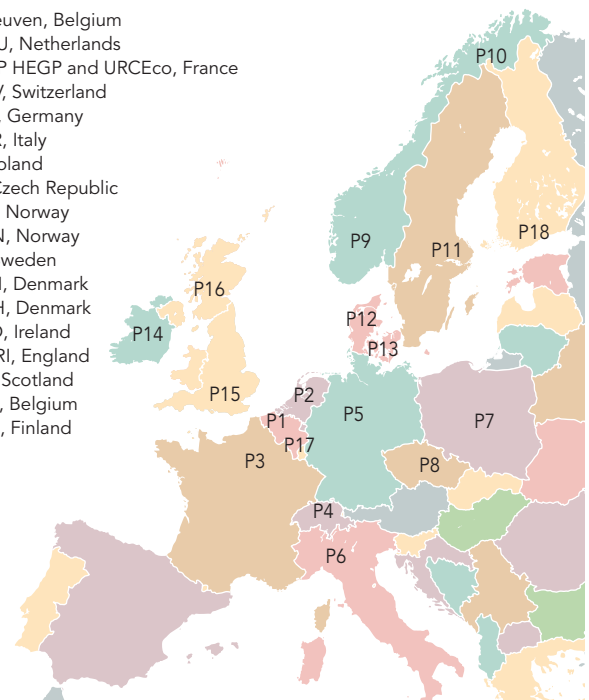 euven, Belgium
U, Netherlands
P HEGP and URCEco, France
, Switzerland
, Germany
, Italy
oland
Czech Republic
, Norway
N, Norway
weden
, Denmark
H, Denmark
, Ireland
RI, England
, Scotland
, Belgium
, Finland
P10
P18
P9
P11
P16
P12
P14
P13
P2
P15
P5
P1
P7
P17
P3
P8
P4
P6